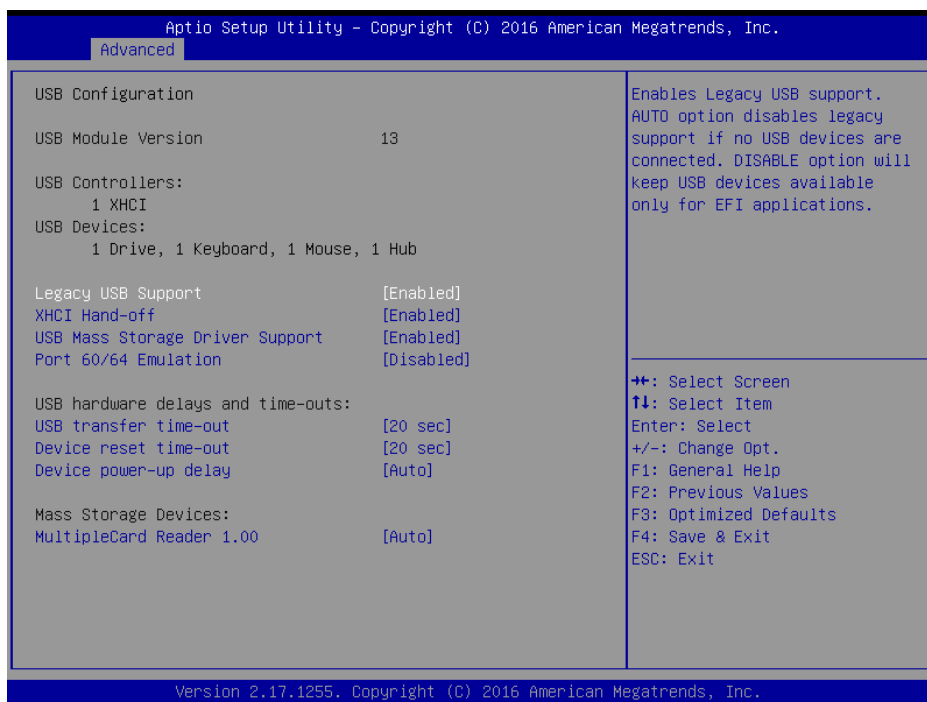 Aptio Setup Utility – Copyright (C) 2016 American Megatrends, Inc.
Advanced
USB Configuration
USB Module Version 13
USB Controllers:
1 XHCI
USB Devices:
1 Drive, 1 Keyboard, 1 Mouse, 1 Hub
Legacy USB Support [Enabled]
XHCI Hand-off [Enabled]
USB Mass Storage Driver Support [Enabled]
Port 60/64 Emulation [Disabled]
USB hardware delays and time-outs:
USB transfer time-out [20 sec]
Device reset time-out [20 sec]
Device power-up delay [Auto]
Mass Storage Devices:
MultipleCard Reader 1.00 [Auto]
Enables Legacy USB support.
AUTO option disables legacy
support if no USB devices are
connected. DISABLE option will
keep USB devices available
only for EFI applications.
→←: Select Screen
↑↓: Select Item
Enter: Select
+/-: Change Opt.
F1: General Help
F2: Previous Values
F3: Optimized Defaults
F4: Save & Exit
ESC: Exit
Version 2.17.1255. Copyright (C) 2016 American Megatrends, Inc.